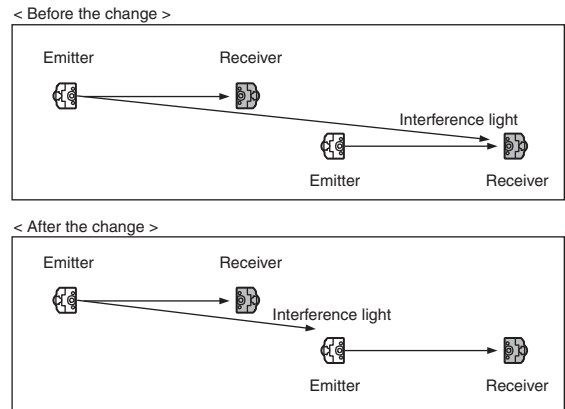 < Before the change >
Emitter Receiver
Interference light
Emitter Receiver
< After the change >
Emitter Receiver
Interference light
Emitter Receiver